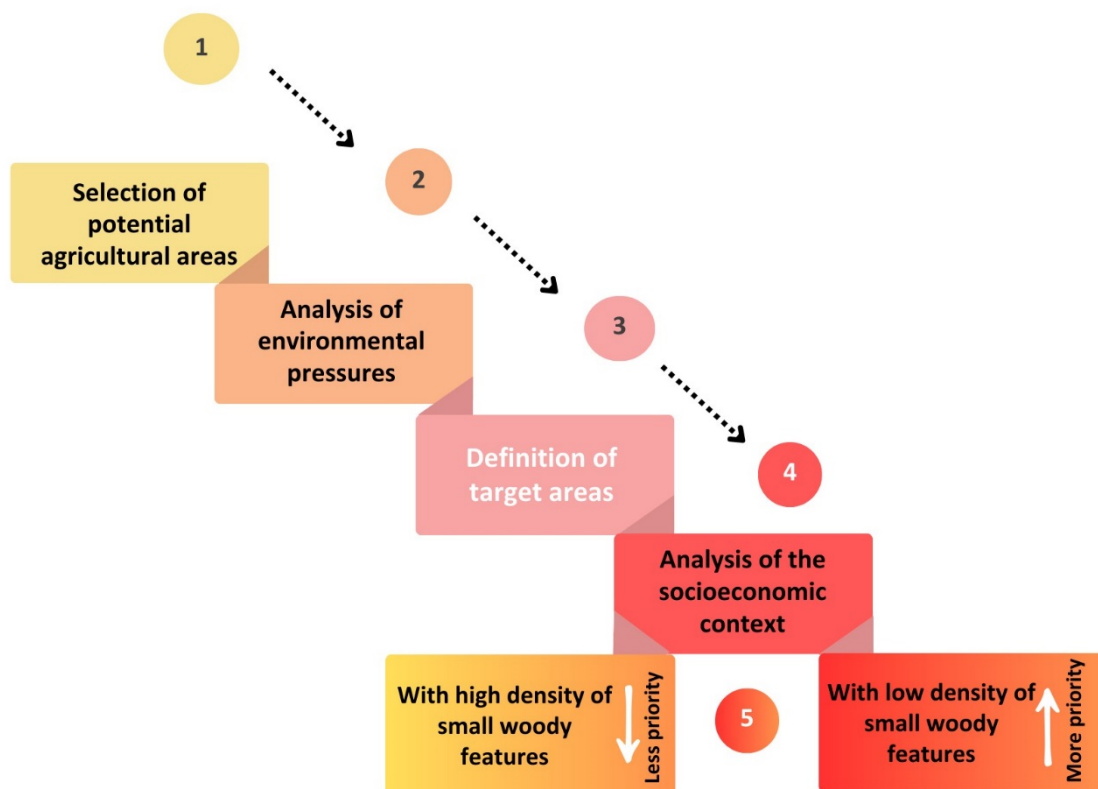 1
Selection of
potential
agricultural areas
2
Analysis of
environmental
pressures
3
Definition of
target areas
4
Analysis of the
socioeconomic
context
With high density of
small woody
features
Less priority
5
With low density of
small woody
features
More priority